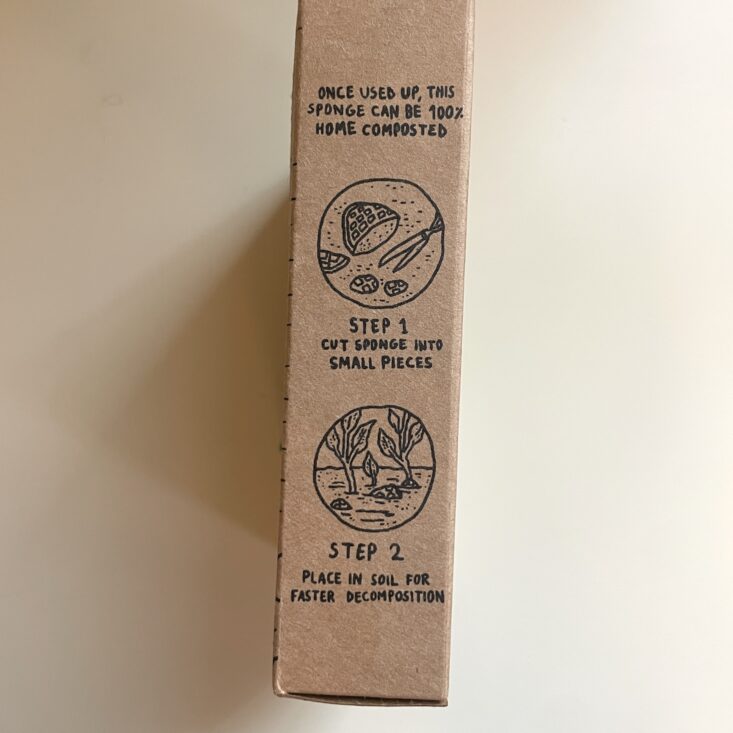 ONCE USED UP, THIS
SPONGE CAN BE 100%
HOME COMPOSTED
STEP 1
CUT SPONGE INTO
SMALL PIECES
STEP 2
PLACE IN SOIL FOR
FASTER DECOMPOSITION